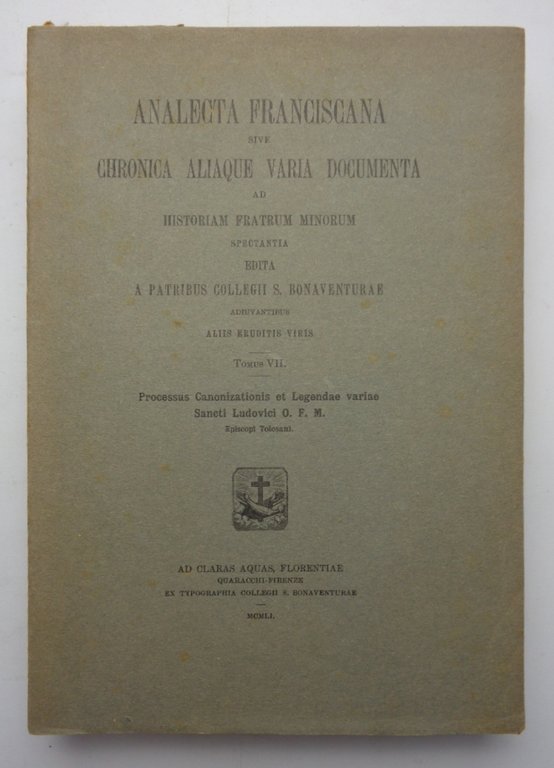 ANALECTA FRANCISCANA
SIVE
CHRONICA ALIAQUE VARIA DOCUMENTA
AD
HISTORIAM FRATRUM MINORUM
SPECTANTIA
EDITA
A PATRIBUS COLLEGII S. BONAVENTURAE
ADIUVANTIBUS
ALIIS ERUDITIS VIRIS
TOMUS VII.
Processus Canonizationis et Legendae variae
Sancti Ludovici O. F. M.
Episcopi Tolosani.
AD CLARAS AQUAS, FLORENTIAE
QUARACCHI-FIRENZE
EX TYPOGRAPHIA COLLEGII S. BONAVENTURAE
MCMLI.